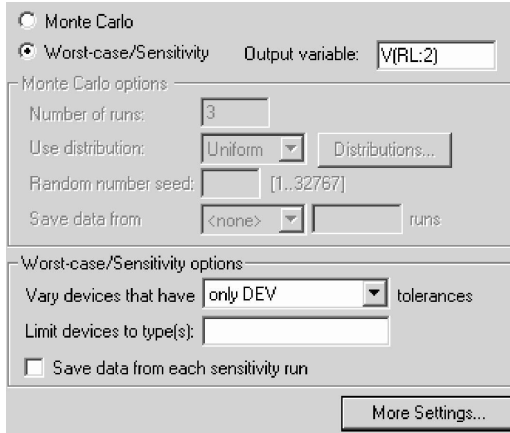 Monte Carlo
Worst-case/Sensitivity Output variable: V(RL:2)
Monte Carlo options
Number of runs: 3
Use distribution: Uniform Distributions...
Random number seed: [1..32767]
Save data from <none> runs
Worst-case/Sensitivity options
Vary devices that have only DEV tolerances
Limit devices to type(s):
Save data from each sensitivity run
More Settings...